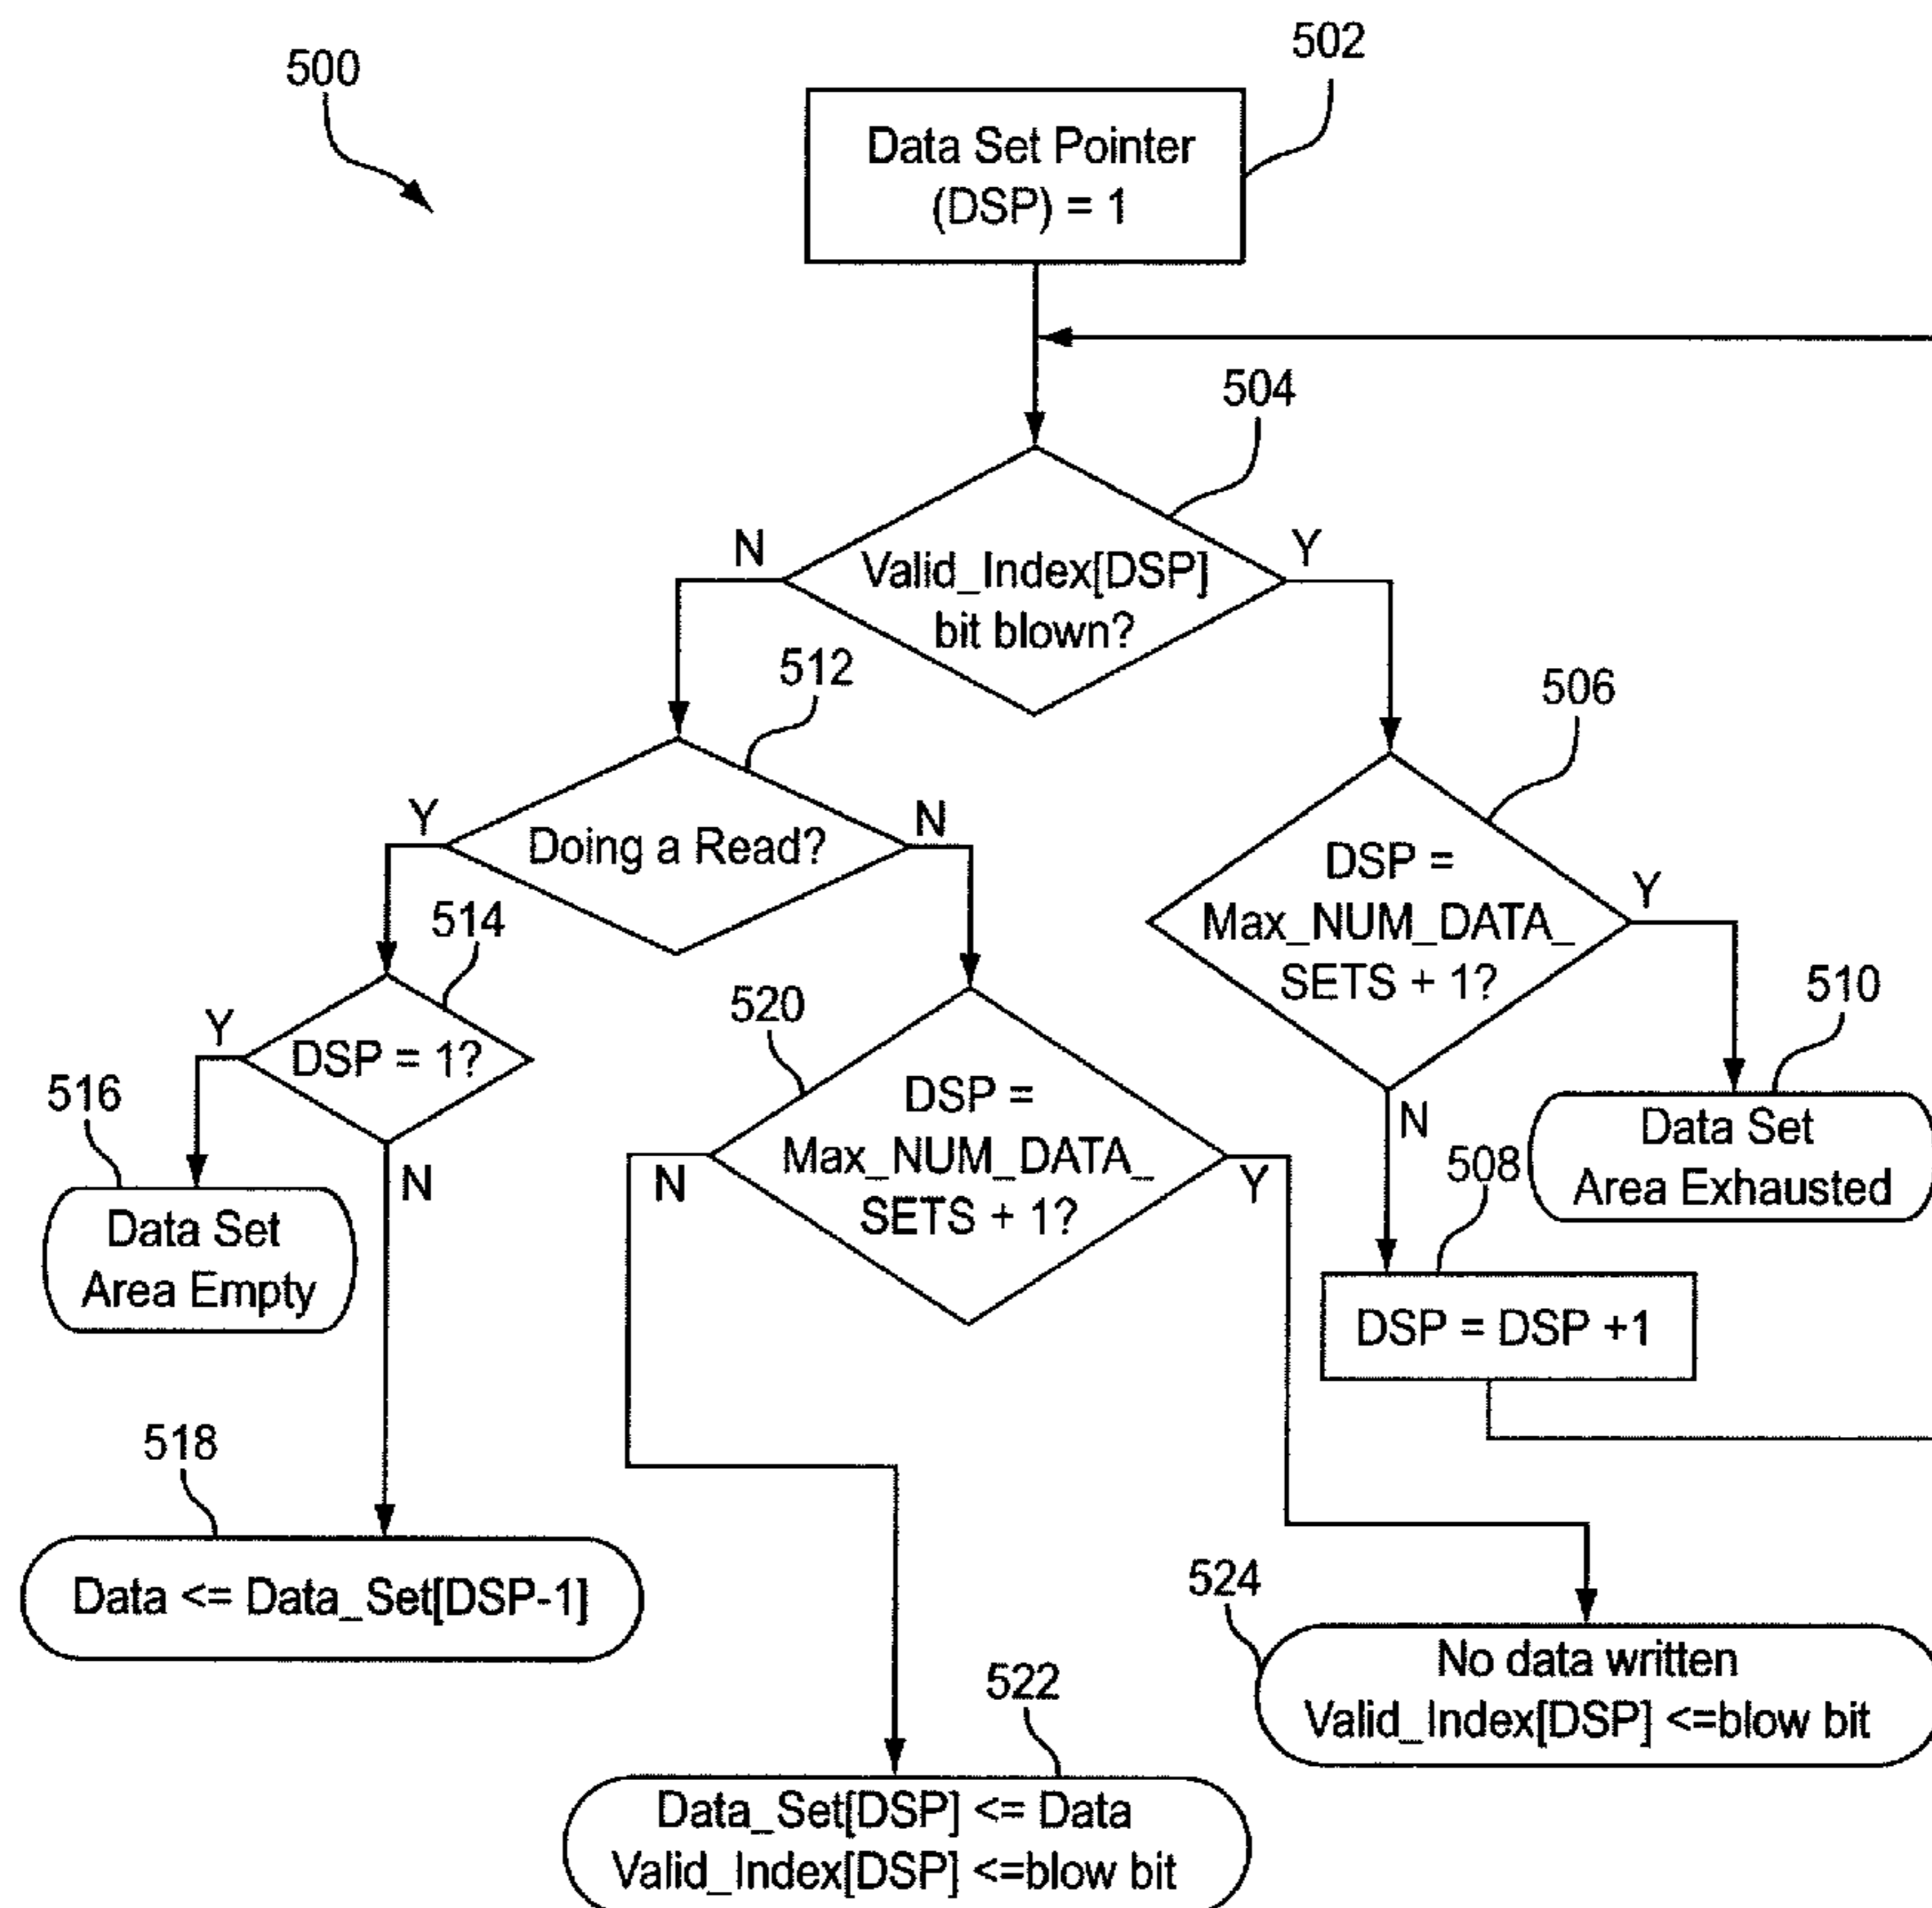 500
502
Data Set Pointer
(DSP) = 1
504
N
Y
Valid_Index[DSP]
bit blown?
512
506
Y
N
Doing a Read?
DSP =
Max_NUM_DATA_
SETS + 1?
Y
514
Y
DSP = 1?
N
516
Data Set
Area Empty
520
DSP =
Max_NUM_DATA_
SETS + 1?
N
Y
N
508
510
Data Set
Area Exhausted
DSP = DSP +1
518
Data <= Data_Set[DSP-1]
524
No data written
Valid_Index[DSP] <=blow bit
522
Data_Set[DSP] <= Data
Valid_Index[DSP] <=blow bit